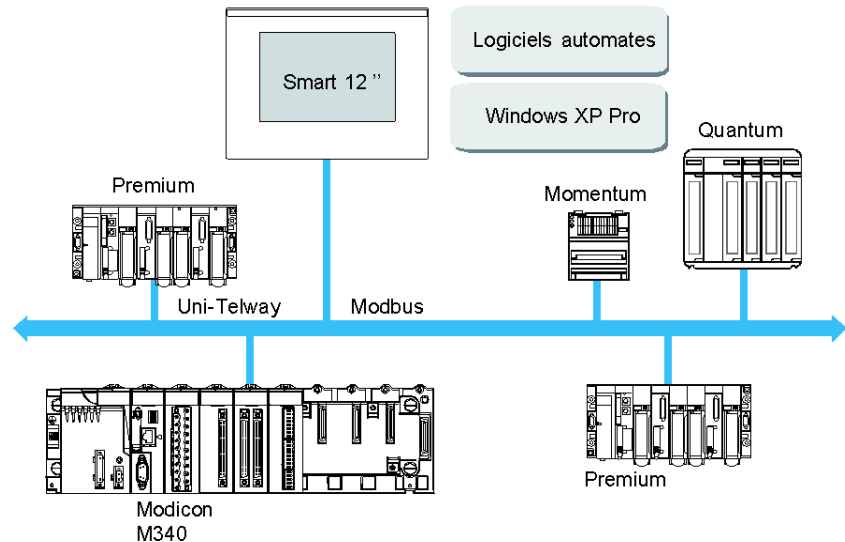 Logiciels automates
Smart 12 ’’
Windows XP Pro
Quantum
Premium
Momentum
Uni-Telway
Modbus
Premium
Modicon
M340